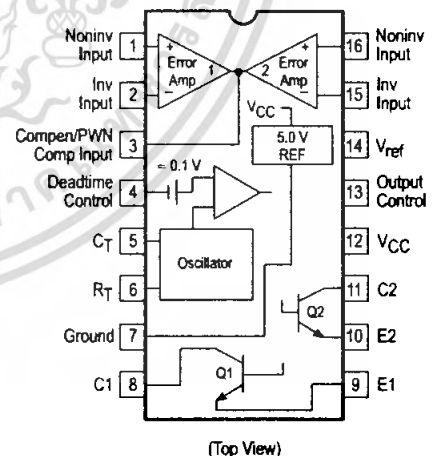 Noninv
Input
1
Inv
Input
2
Compen/PWN
Comp Input
3
Deadtime
Control
4
CT
5
RT
6
Ground
7
C1
8
+
Error
Amp
1
−
2
+
Error
Amp
−
VCC
5.0 V
REF
≈ 0.1 V
Oscillator
Q2
Q1
16
Noninv
Input
15
Inv
Input
14
Vref
13
Output
Control
12
VCC
11
C2
10
E2
9
E1
(Top View)